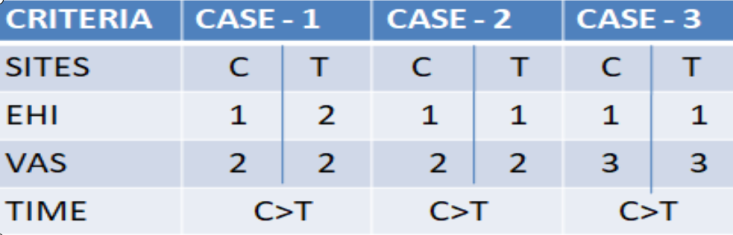 CRITERIA CASE - 1 CASE - 2 CASE - 3
SITES C T C T C T
EHI 1 2 1 1 1 1
VAS 2 2 2 2 3 3
TIME C>T C>T C>T